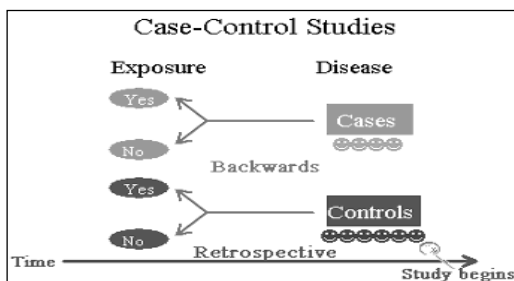 Case-Control Studies
Exposure Disease
Yes
Cases
No
Backwards
Yes
Controls
No
Retrospective
Time
Study begins